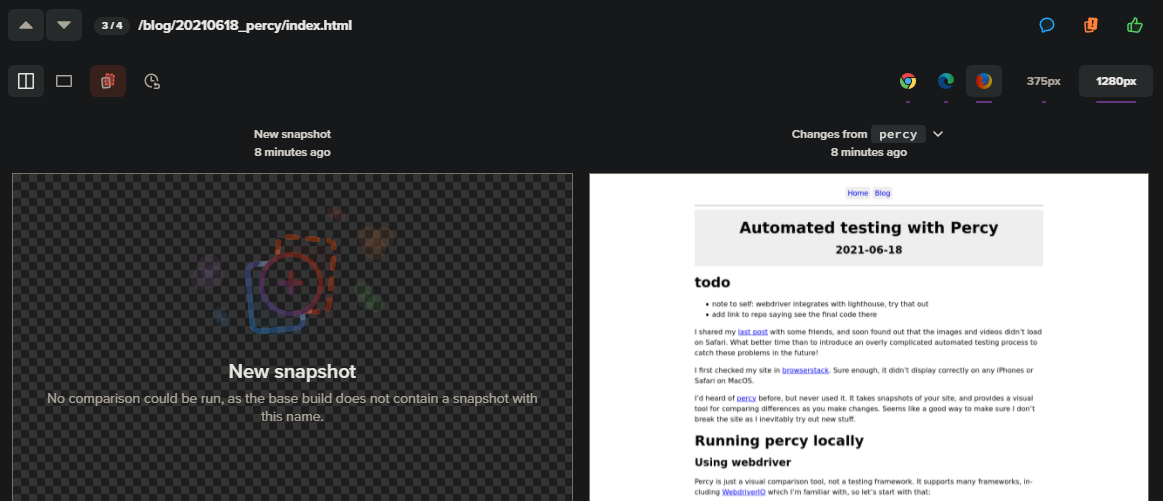 3 / 4 /blog/20210618_percy/index.html
375px 1280px
New snapshot
8 minutes ago
Changes from percy
8 minutes ago
New snapshot
No comparison could be run, as the base build does not contain a snapshot with
this name.
Home Blog
Automated testing with Percy
2021-06-18
todo
• note to self: webdriver integrates with lighthouse, try that out
• add link to repo saying see the final code there
I shared my last post with some friends, and soon found out that the images and videos didn't load
on Safari. What better time than to introduce an overly complicated automated testing process to
catch these problems in the future!
I first checked my site in browserstack. Sure enough, it didn't display correctly on any iPhones or
Safari on MacOS.
I'd heard of percy before, but never used it. It takes snapshots of your site, and provides a visual
tool for comparing differences as you make changes. Seems like a good way to make sure I don't
break the site as I inevitably try out new stuff.
Running percy locally
Using webdriver
Percy is just a visual comparison tool, not a testing framework. It supports many frameworks, in-
cluding WebdriverIO which I'm familiar with, so let's start with that: